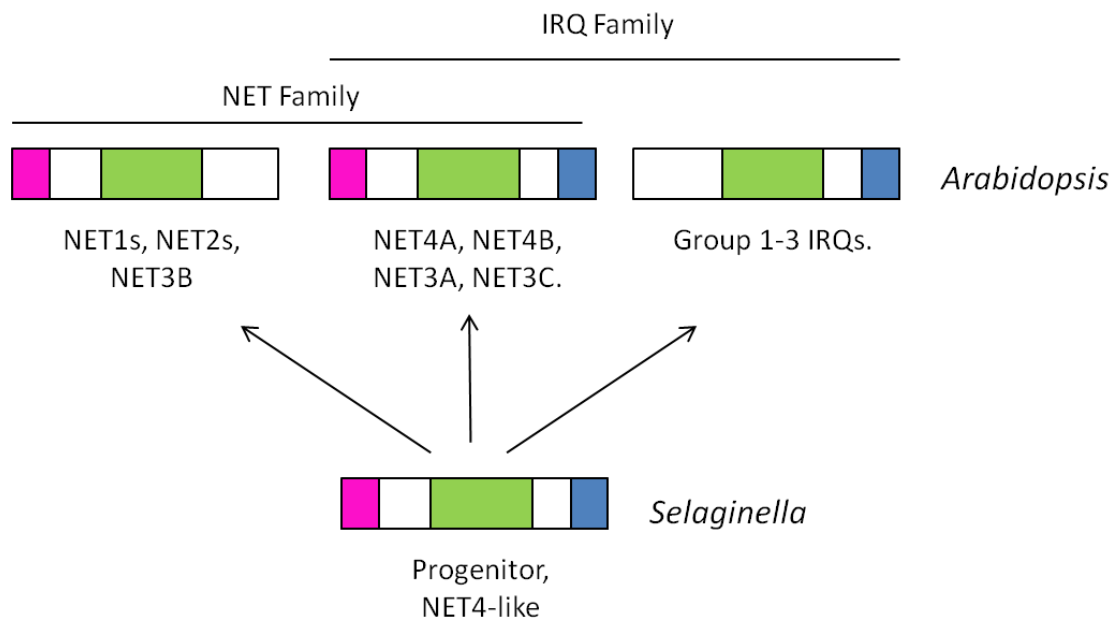 IRQ Family
NET Family
Arabidopsis
NET1s, NET2s,
NET3B
NET4A, NET4B,
NET3A, NET3C.
Group 1-3 IRQs.
Selaginella
Progenitor,
NET4-like